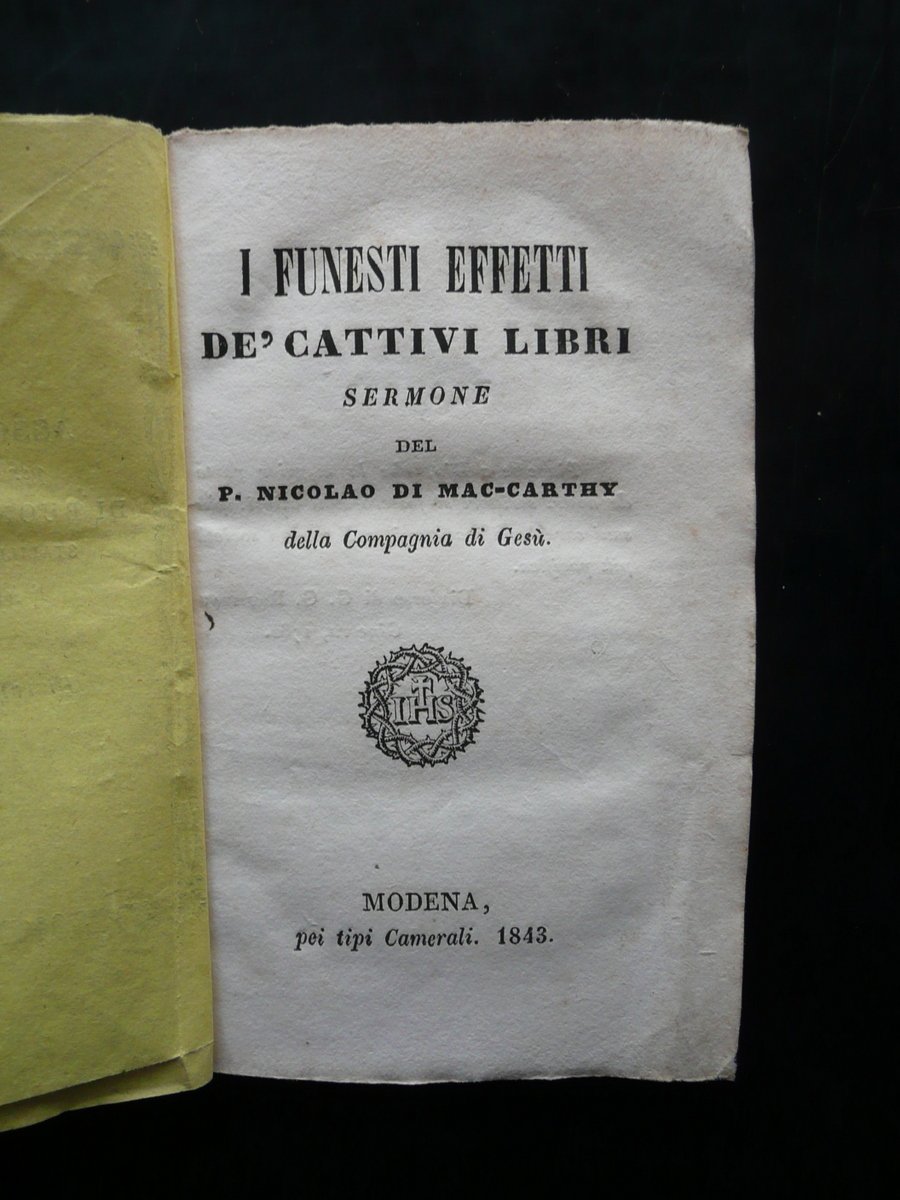 I FUNESTI EFFETTI
DE' CATTIVI LIBRI
SERMONE
DEL
P. NICOLAO DI MAC-CARTHY
della Compagnia di Gesù.
IHS
MODENA,
pei tipi Camerali. 1843.